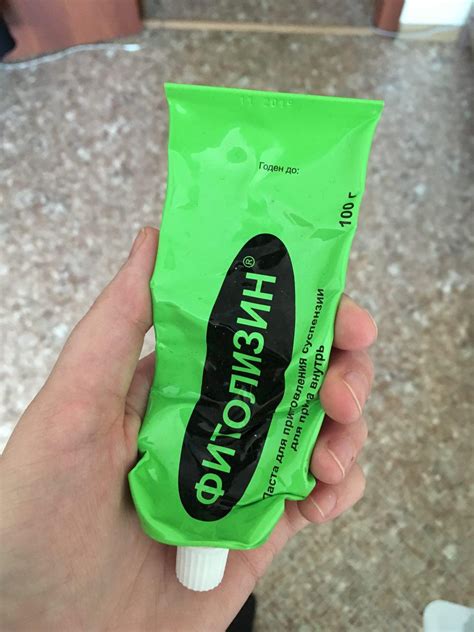 11 2019
Годен до:
100 г
ФИТОЛИЗИН®
Паста для приготовления суспензии
для приема внутрь